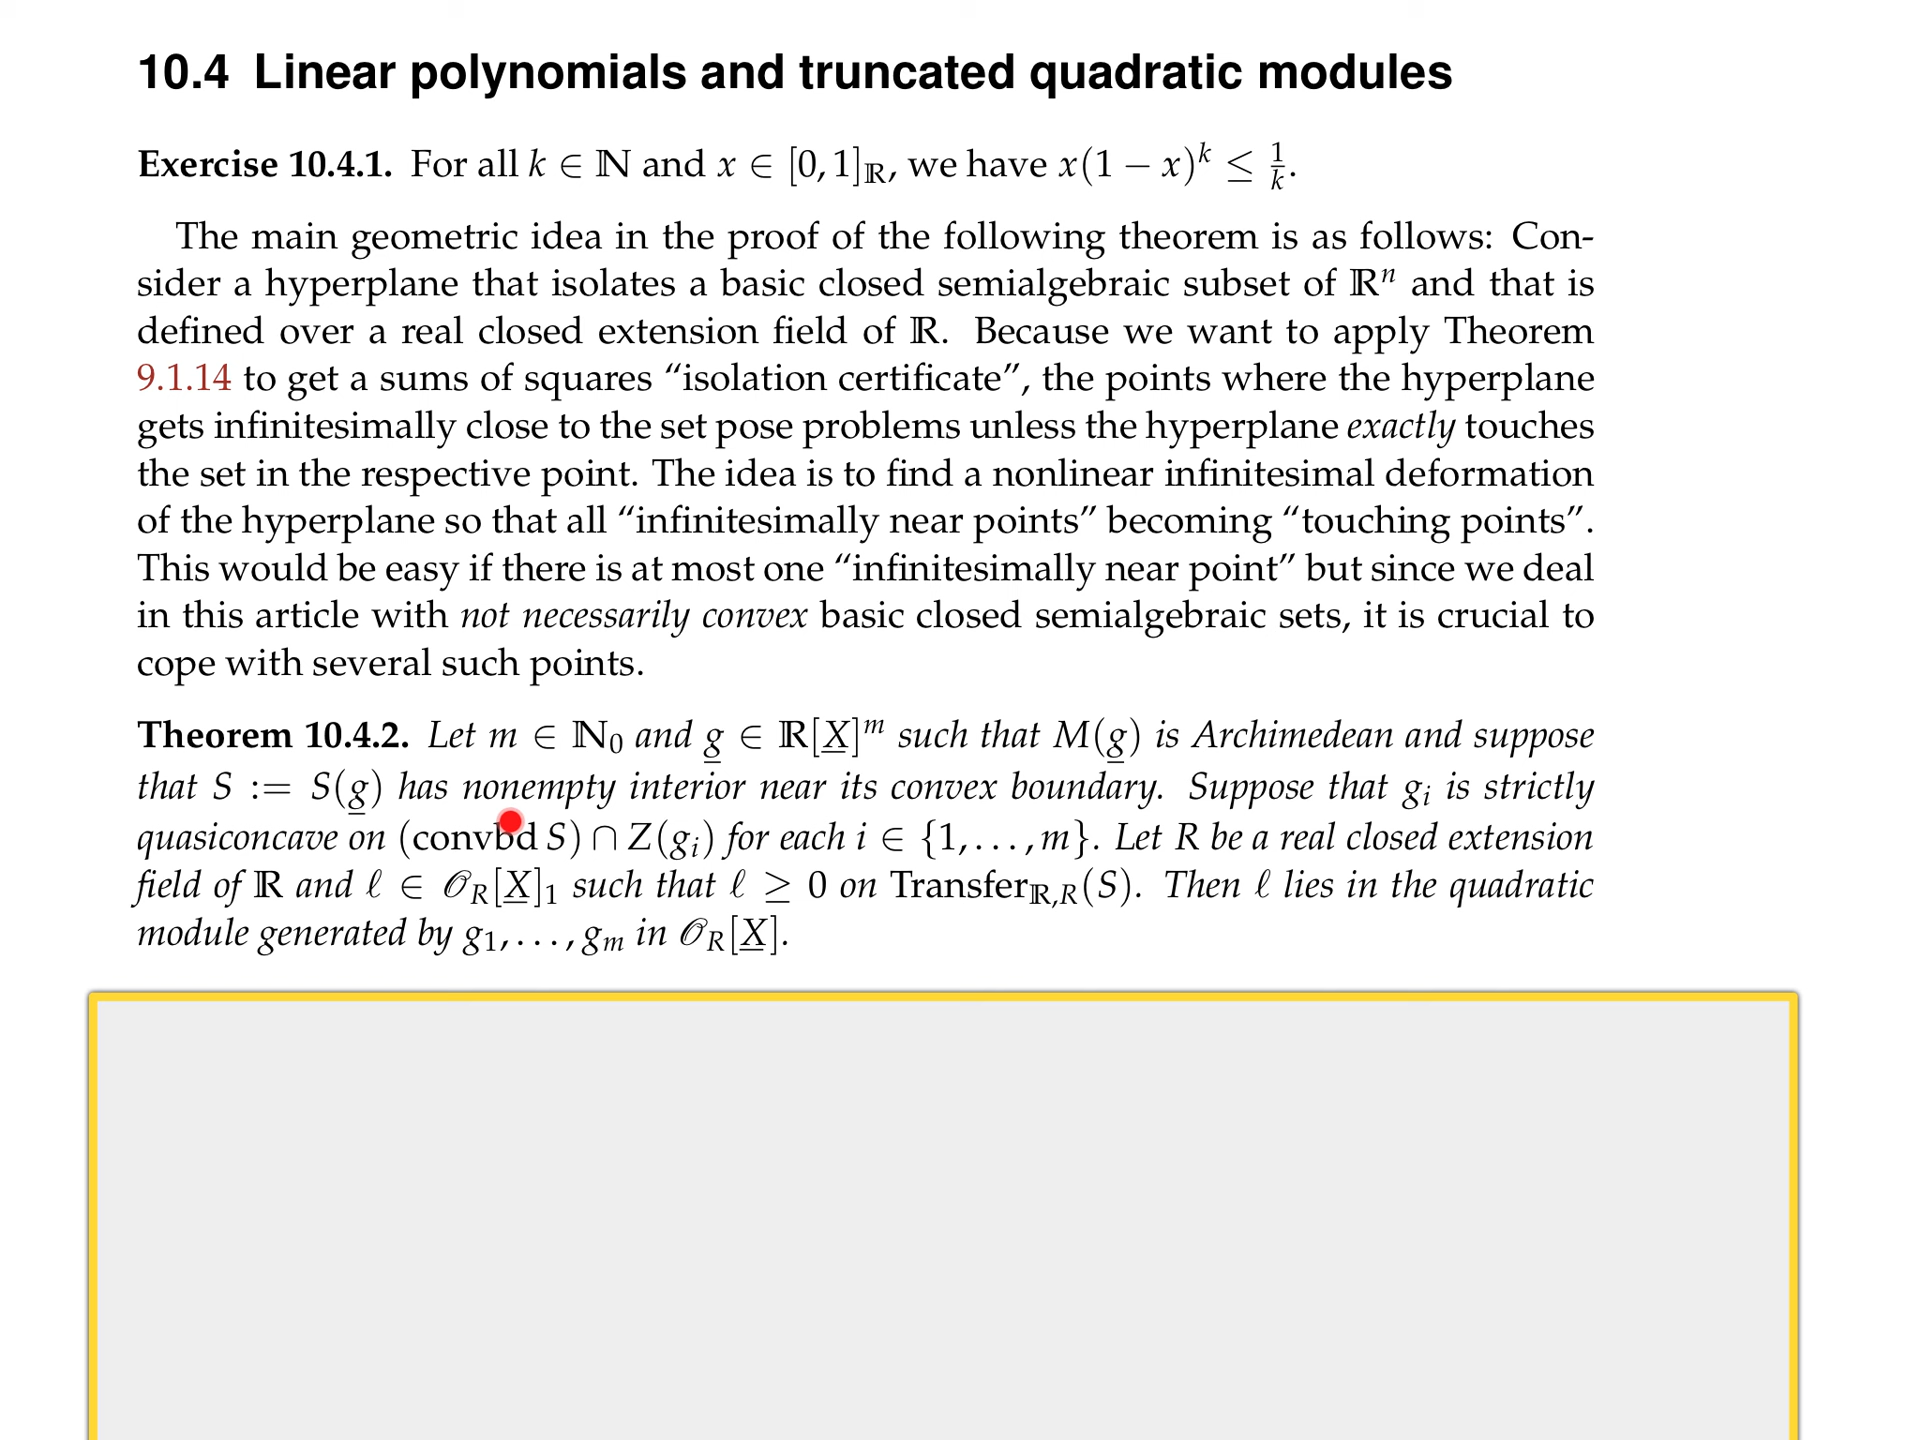 10.4 Linear polynomials and truncated quadratic modules
Exercise 10.4.1. For all k ∈ ℕ and x ∈ [0, 1]_ℝ, we have x(1 − x)^k ≤ 1/k.
The main geometric idea in the proof of the following theorem is as follows: Con-
sider a hyperplane that isolates a basic closed semialgebraic subset of ℝ^n and that is
defined over a real closed extension field of ℝ. Because we want to apply Theorem
9.1.14 to get a sums of squares “isolation certificate”, the points where the hyperplane
gets infinitesimally close to the set pose problems unless the hyperplane exactly touches
the set in the respective point. The idea is to find a nonlinear infinitesimal deformation
of the hyperplane so that all “infinitesimally near points” becoming “touching points”.
This would be easy if there is at most one “infinitesimally near point” but since we deal
in this article with not necessarily convex basic closed semialgebraic sets, it is crucial to
cope with several such points.
Theorem 10.4.2. Let m ∈ ℕ₀ and g̲ ∈ ℝ[X̲]^m such that M(g̲) is Archimedean and suppose
that S := S(g̲) has nonempty interior near its convex boundary. Suppose that g_i is strictly
quasiconcave on (convbd S) ∩ Z(g_i) for each i ∈ {1, . . . , m}. Let R be a real closed extension
field of ℝ and ℓ ∈ 𝒪_R[X̲]₁ such that ℓ ≥ 0 on Transfer_{ℝ,R}(S). Then ℓ lies in the quadratic
module generated by g₁, . . . , g_m in 𝒪_R[X̲].